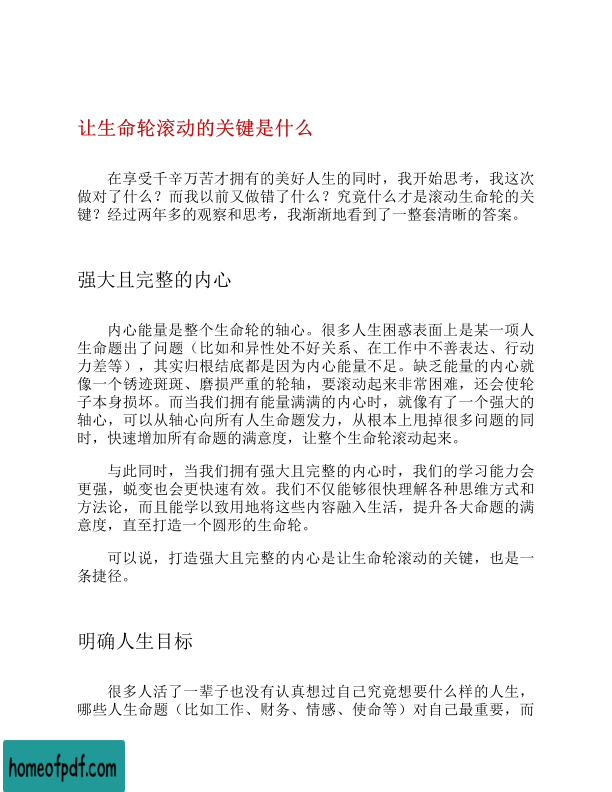 让生命轮滚动的关键是什么
在享受千辛万苦才拥有的美好人生的同时，我开始思考，我这次
做对了什么？而我以前又做错了什么？究竟什么才是滚动生命轮的关
键？经过两年多的观察和思考，我渐渐地看到了一整套清晰的答案。
强大且完整的内心
内心能量是整个生命轮的轴心。很多人生困惑表面上是某一项人
生命题出了问题（比如和异性处不好关系、在工作中不善表达、行动
力差等），其实归根结底都是因为内心能量不足。缺乏能量的内心就
像一个锈迹斑斑、磨损严重的轮轴，要滚动起来非常困难，还会使轮
子本身损坏。而当我们拥有能量满满的内心时，就像有了一个强大的
轴心，可以从轴心向所有人生命题发力，从根本上甩掉很多问题的同
时，快速增加所有命题的满意度，让整个生命轮滚动起来。
与此同时，当我们拥有强大且完整的内心时，我们的学习能力会
更强，蜕变也会更快速有效。我们不仅能够很快理解各种思维方式和
方法论，而且能学以致用地将这些内容融入生活，提升各大命题的满
意度，直至打造一个圆形的生命轮。
可以说，打造强大且完整的内心是让生命轮滚动的关键，也是一
条捷径。
明确人生目标
很多人活了一辈子也没有认真想过自己究竟想要什么样的人生，
哪些人生命题（比如工作、财务、情感、使命等）对自己最重要，而
homeofpdf.com